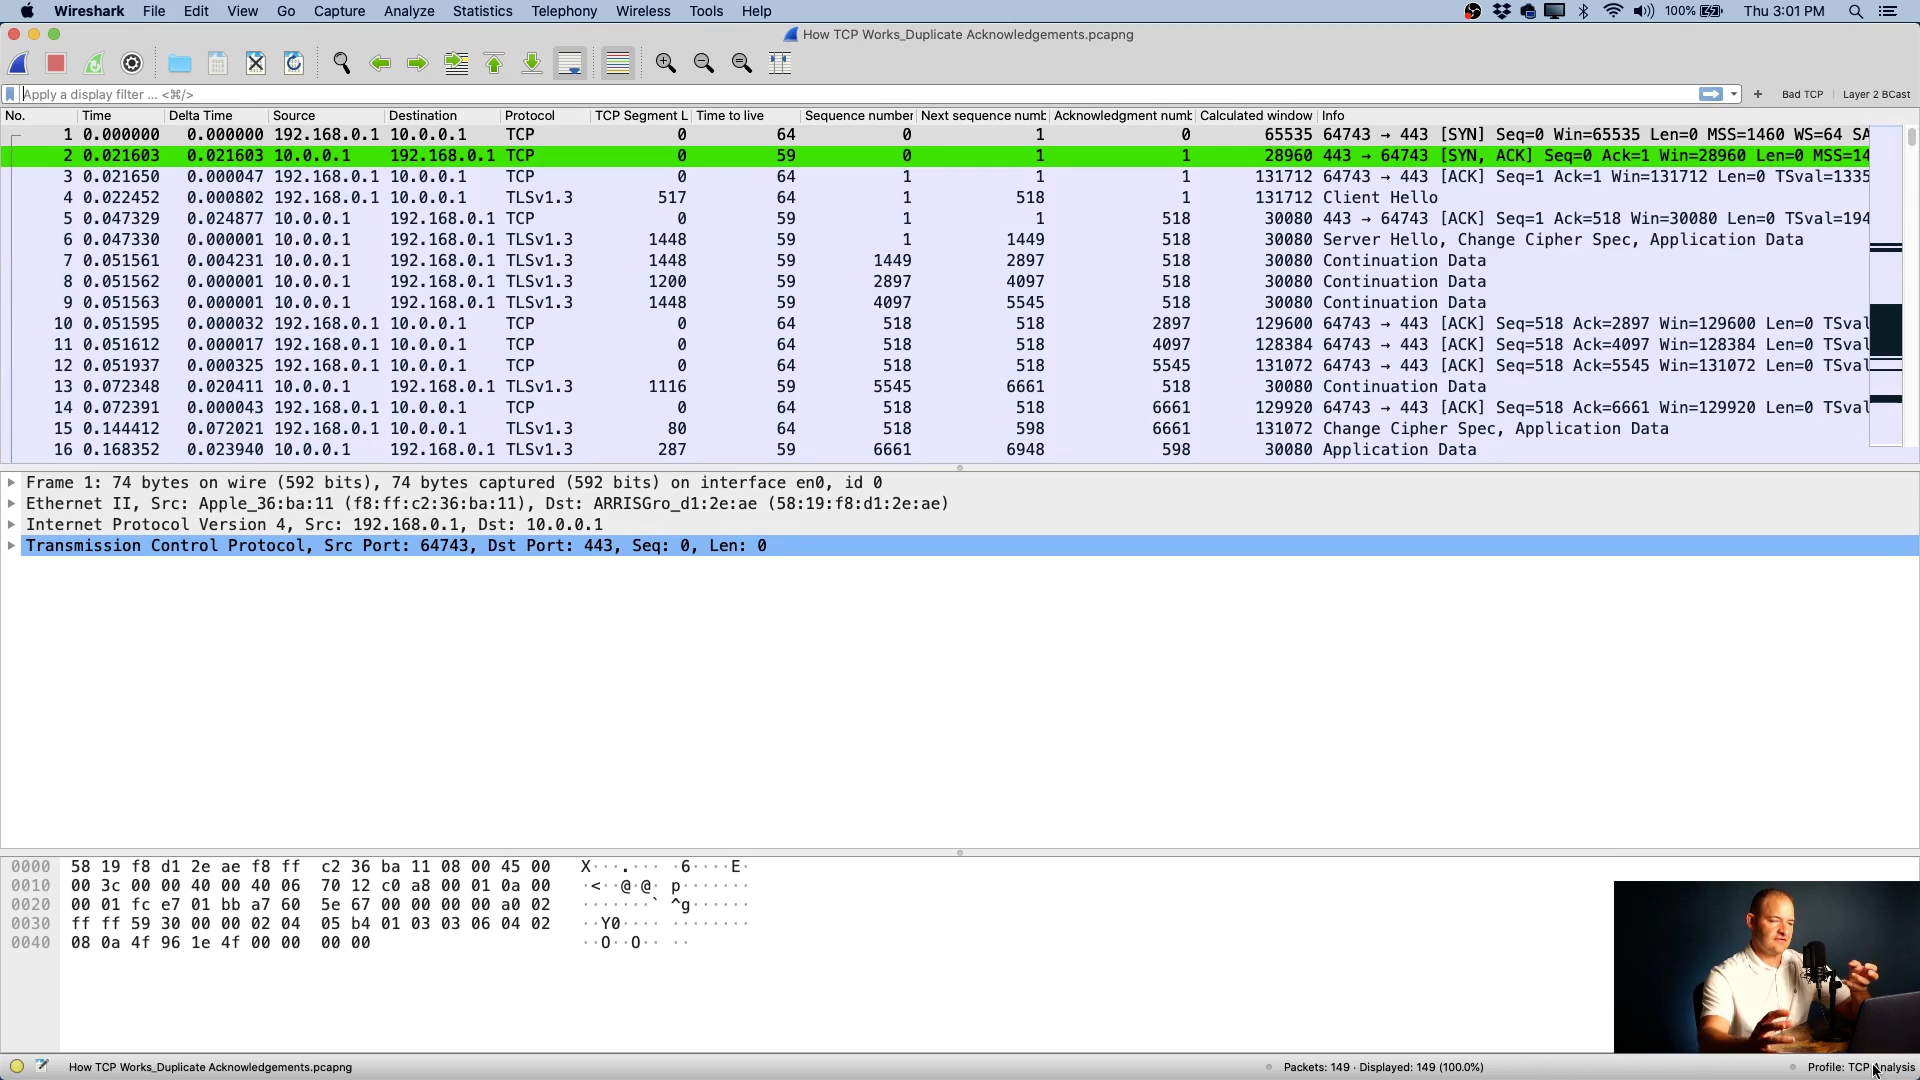 Wireshark File Edit View Go Capture Analyze Statistics Telephony Wireless Tools Help 100% Thu 3:01 PM
How TCP Works_Duplicate Acknowledgements.pcapng
Apply a display filter ... <⌘/> + Bad TCP Layer 2 BCast
No. Time Delta Time Source Destination Protocol TCP Segment L Time to live Sequence number Next sequence numb Acknowledgment numb Calculated window Info
1 0.000000 0.000000 192.168.0.1 10.0.0.1 TCP 0 64 0 1 0 65535 64743 → 443 [SYN] Seq=0 Win=65535 Len=0 MSS=1460 WS=64 SA
2 0.021603 0.021603 10.0.0.1 192.168.0.1 TCP 0 59 0 1 1 28960 443 → 64743 [SYN, ACK] Seq=0 Ack=1 Win=28960 Len=0 MSS=14
3 0.021650 0.000047 192.168.0.1 10.0.0.1 TCP 0 64 1 1 1 131712 64743 → 443 [ACK] Seq=1 Ack=1 Win=131712 Len=0 TSval=1335
4 0.022452 0.000802 192.168.0.1 10.0.0.1 TLSv1.3 517 64 1 518 1 131712 Client Hello
5 0.047329 0.024877 10.0.0.1 192.168.0.1 TCP 0 59 1 1 518 30080 443 → 64743 [ACK] Seq=1 Ack=518 Win=30080 Len=0 TSval=194
6 0.047330 0.000001 10.0.0.1 192.168.0.1 TLSv1.3 1448 59 1 1449 518 30080 Server Hello, Change Cipher Spec, Application Data
7 0.051561 0.004231 10.0.0.1 192.168.0.1 TLSv1.3 1448 59 1449 2897 518 30080 Continuation Data
8 0.051562 0.000001 10.0.0.1 192.168.0.1 TLSv1.3 1200 59 2897 4097 518 30080 Continuation Data
9 0.051563 0.000001 10.0.0.1 192.168.0.1 TLSv1.3 1448 59 4097 5545 518 30080 Continuation Data
10 0.051595 0.000032 192.168.0.1 10.0.0.1 TCP 0 64 518 518 2897 129600 64743 → 443 [ACK] Seq=518 Ack=2897 Win=129600 Len=0 TSval
11 0.051612 0.000017 192.168.0.1 10.0.0.1 TCP 0 64 518 518 4097 128384 64743 → 443 [ACK] Seq=518 Ack=4097 Win=128384 Len=0 TSval
12 0.051937 0.000325 192.168.0.1 10.0.0.1 TCP 0 64 518 518 5545 131072 64743 → 443 [ACK] Seq=518 Ack=5545 Win=131072 Len=0 TSval
13 0.072348 0.020411 10.0.0.1 192.168.0.1 TLSv1.3 1116 59 5545 6661 518 30080 Continuation Data
14 0.072391 0.000043 192.168.0.1 10.0.0.1 TCP 0 64 518 518 6661 129920 64743 → 443 [ACK] Seq=518 Ack=6661 Win=129920 Len=0 TSval
15 0.144412 0.072021 192.168.0.1 10.0.0.1 TLSv1.3 80 64 518 598 6661 131072 Change Cipher Spec, Application Data
16 0.168352 0.023940 10.0.0.1 192.168.0.1 TLSv1.3 287 59 6661 6948 598 30080 Application Data
Frame 1: 74 bytes on wire (592 bits), 74 bytes captured (592 bits) on interface en0, id 0
Ethernet II, Src: Apple_36:ba:11 (f8:ff:c2:36:ba:11), Dst: ARRISGro_d1:2e:ae (58:19:f8:d1:2e:ae)
Internet Protocol Version 4, Src: 192.168.0.1, Dst: 10.0.0.1
Transmission Control Protocol, Src Port: 64743, Dst Port: 443, Seq: 0, Len: 0
0000 58 19 f8 d1 2e ae f8 ff c2 36 ba 11 08 00 45 00 X···.··· ·6····E·
0010 00 3c 00 00 40 00 40 06 70 12 c0 a8 00 01 0a 00 ·<··@·@· p·······
0020 00 01 fc e7 01 bb a7 60 5e 67 00 00 00 00 a0 02 ·······` ^g······
0030 ff ff 59 30 00 00 02 04 05 b4 01 03 03 06 04 02 ··Y0···· ········
0040 08 0a 4f 96 1e 4f 00 00 00 00 ··O··O·· ··
How TCP Works_Duplicate Acknowledgements.pcapng Packets: 149 · Displayed: 149 (100.0%) Profile: TCP Analysis